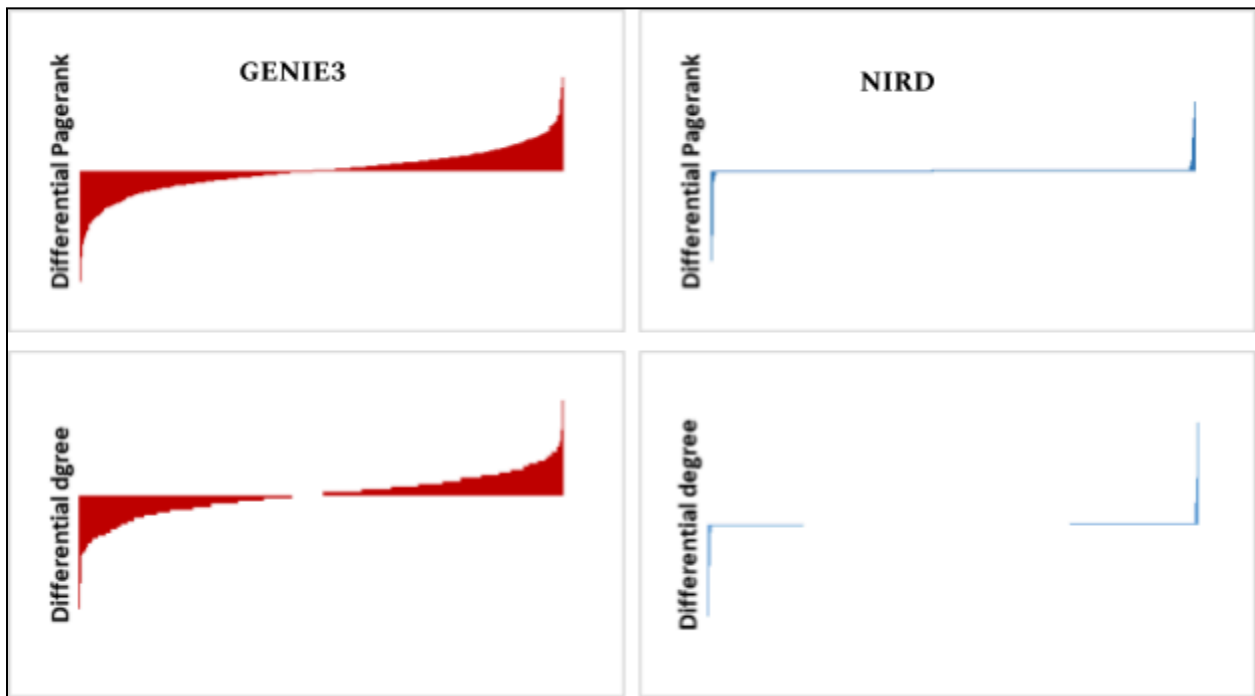 GENIE3
Differential Pagerank
NIRD
Differential Pagerank
Differential dgree
Differential degree